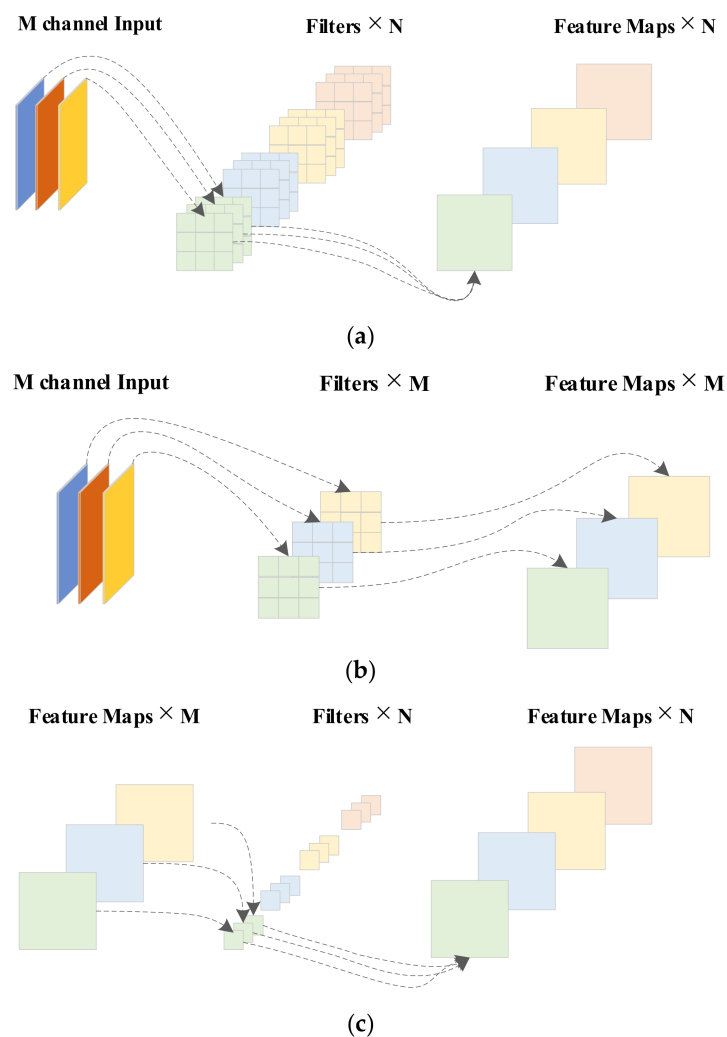 M channel Input Filters × N Feature Maps × N
(a)
M channel Input Filters × M Feature Maps × M
(b)
Feature Maps × M Filters × N Feature Maps × N
(c)